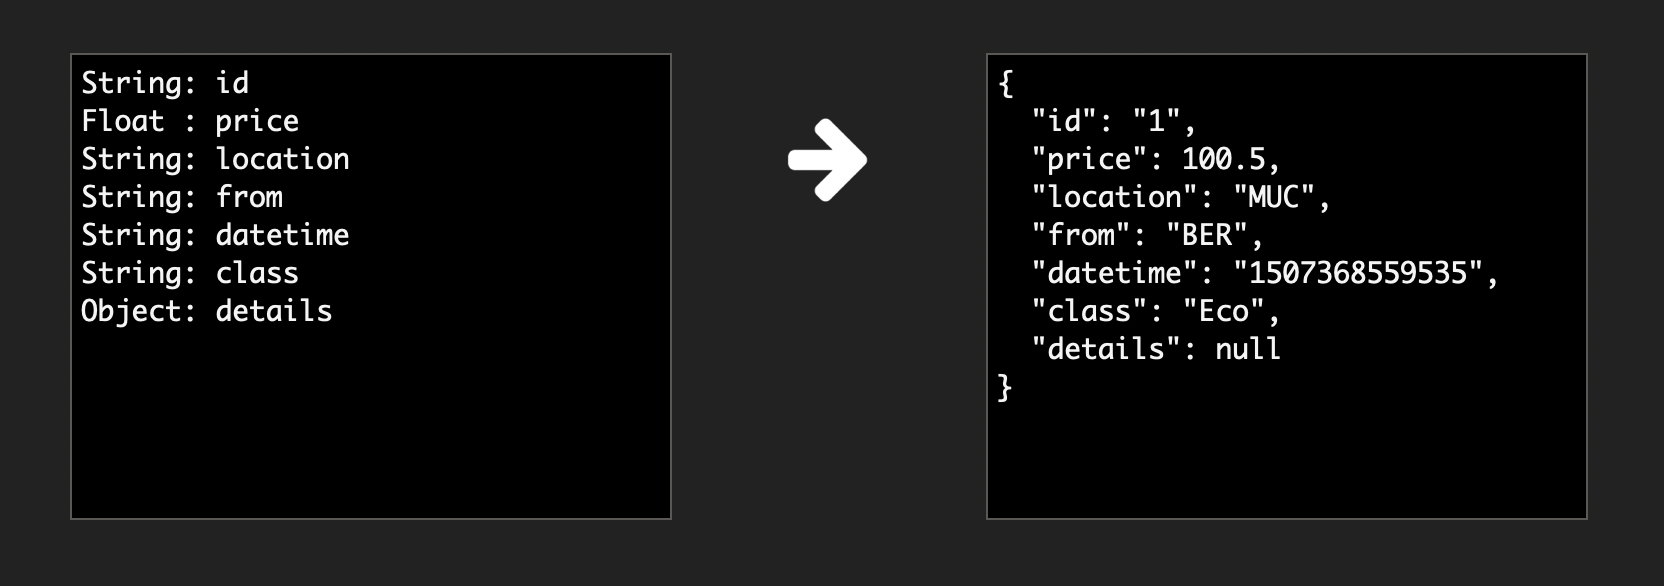 String: id
Float : price
String: location
String: from
String: datetime
String: class
Object: details
{
  "id": "1",
  "price": 100.5,
  "location": "MUC",
  "from": "BER",
  "datetime": "1507368559535",
  "class": "Eco",
  "details": null
}